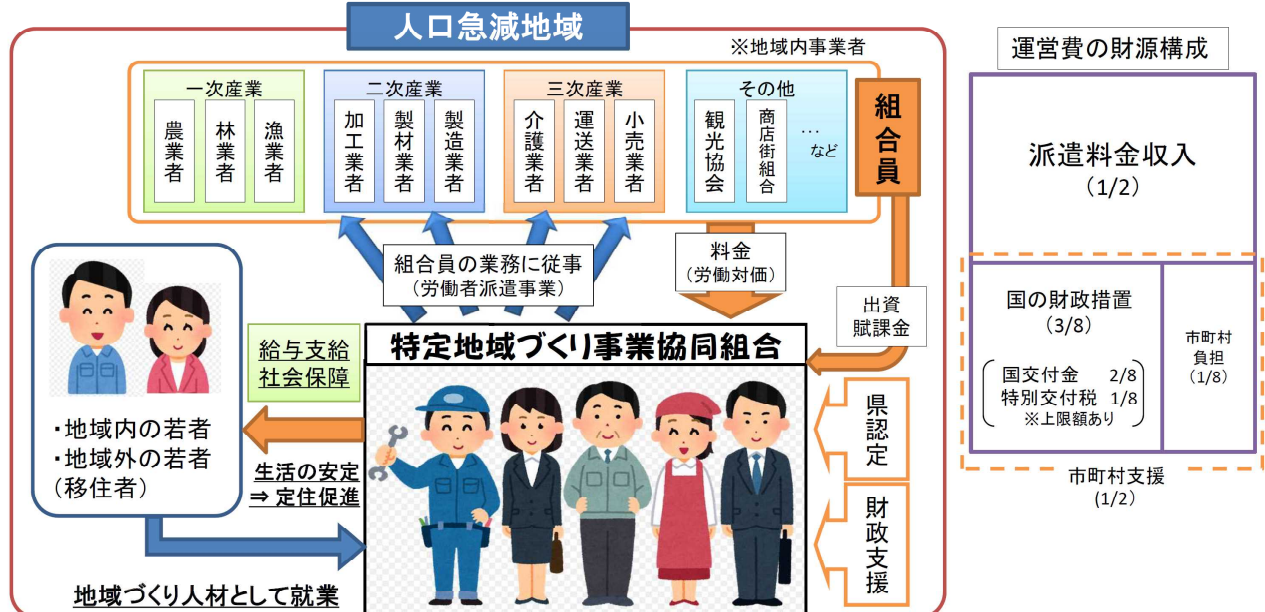 人口急減地域
※地域内事業者
一次産業
農業者
林業者
漁業者
二次産業
加工業者
製材業者
製造業者
三次産業
介護業者
運送業者
小売業者
その他
観光協会
商店街組合
…
など
組合員
組合員の業務に従事
(労働者派遣事業)
料金
(労働対価)
出資
賦課金
特定地域づくり事業協同組合
給与支給
社会保障
・地域内の若者
・地域外の若者
(移住者)
生活の安定
⇒ 定住促進
地域づくり人材として就業
県認定
財政支援
運営費の財源構成
派遣料金収入
(1/2)
国の財政措置
(3/8)
国交付金 2/8
特別交付税 1/8
※上限額あり
市町村
負担
(1/8)
市町村支援
(1/2)